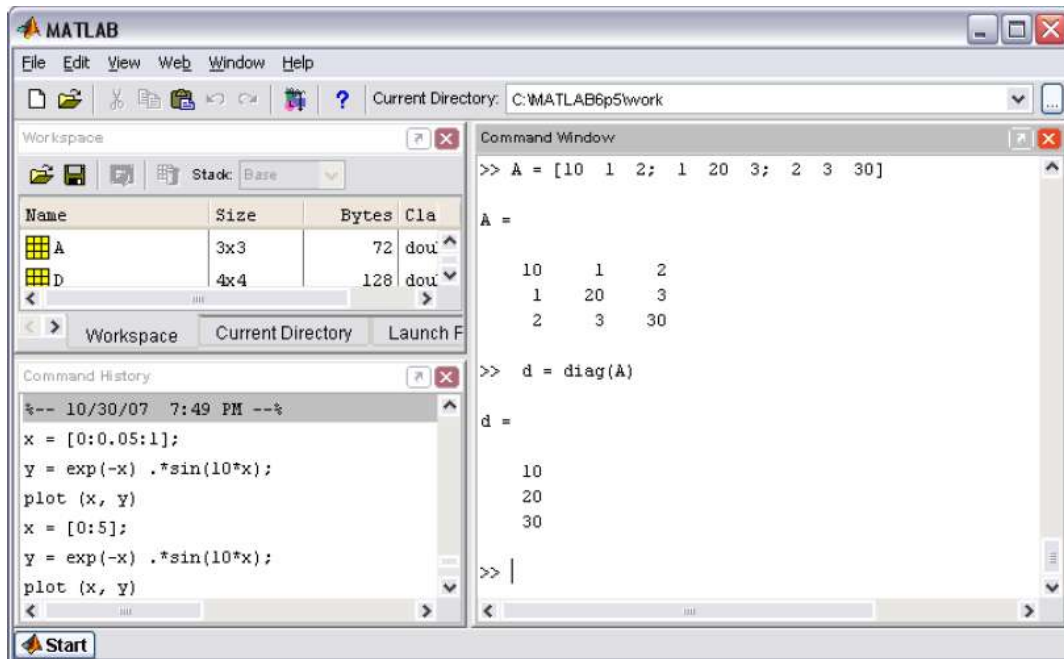 MATLAB
File Edit View Web Window Help
? Current Directory: C:\MATLAB6p5\work ...
Workspace
Stack: Base
Name Size Bytes Cla
A 3x3 72 dou
D 4x4 128 dou
Workspace Current Directory Launch P
Command History
%-- 10/30/07 7:49 PM --%
x = [0:0.05:1];
y = exp(-x) .*sin(10*x);
plot (x, y)
x = [0:5];
y = exp(-x) .*sin(10*x);
plot (x, y)
Command Window
>> A = [10 1 2; 1 20 3; 2 3 30]
A =
10 1 2
1 20 3
2 3 30
>> d = diag(A)
d =
10
20
30
>>
Start